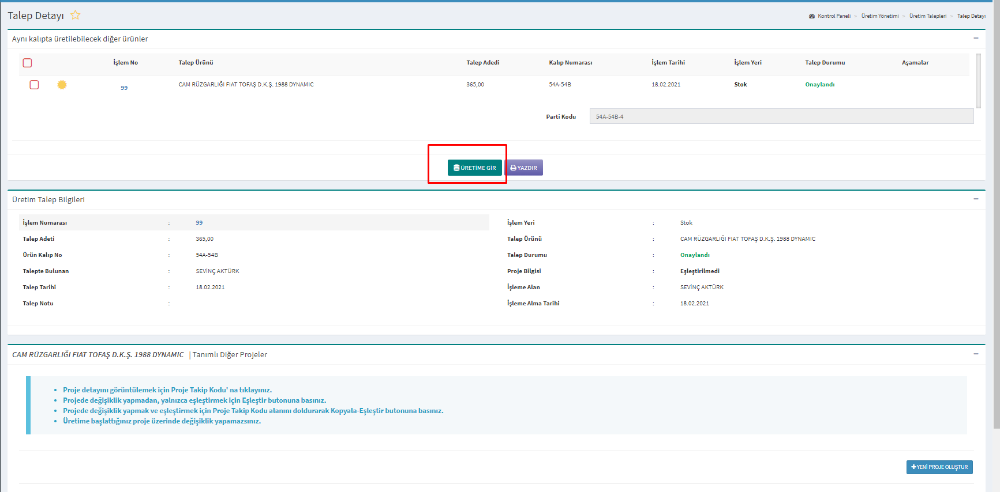 Talep Detayı
Kontrol Paneli > Üretim Yönetimi > Üretim Talepleri > Talep Detayı
Aynı kalıpta üretilebilecek diğer ürünler
İşlem No Talep Ürünü Talep Adedi Kalıp Numarası İşlem Tarihi İşlem Yeri Talep Durumu Aşamalar
99 CAM RÜZGARLIĞI FIAT TOFAŞ D.K.Ş. 1988 DYNAMIC 365,00 54A-54B 18.02.2021 Stok Onaylandı
Parti Kodu 54A-54B-4
ÜRETİME GİR YAZDIR
Üretim Talep Bilgileri
İşlem Numarası : 99 İşlem Yeri : Stok
Talep Adeti : 365,00 Talep Ürünü : CAM RÜZGARLIĞI FIAT TOFAŞ D.K.Ş. 1988 DYNAMIC
Ürün Kalıp No : 54A-54B Talep Durumu : Onaylandı
Talepte Bulunan : SEVİNÇ AKTÜRK Proje Bilgisi : Eşleştirilmedi
Talep Tarihi : 18.02.2021 İşleme Alan : SEVİNÇ AKTÜRK
Talep Notu : İşleme Alma Tarihi : 18.02.2021
CAM RÜZGARLIĞI FIAT TOFAŞ D.K.Ş. 1988 DYNAMIC | Tanımlı Diğer Projeler
• Proje detayını görüntülemek için Proje Takip Kodu' na tıklayınız.
• Projede değişiklik yapmadan, yalnızca eşleştirmek için Eşleştir butonuna basınız.
• Projede değişiklik yapmak ve eşleştirmek için Proje Takip Kodu alanını doldurarak Kopyala-Eşleştir butonuna basınız.
• Üretime başlattığınız proje üzerinde değişiklik yapamazsınız.
YENİ PROJE OLUŞTUR